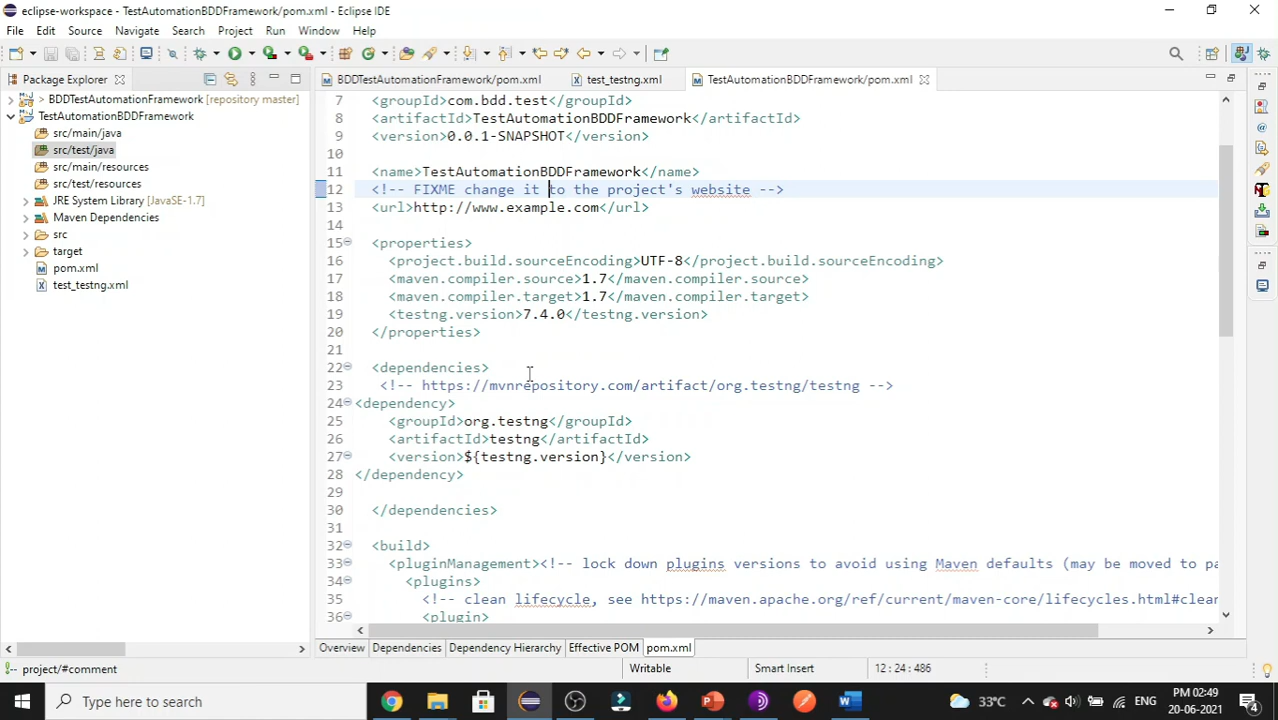 eclipse-workspace - TestAutomationBDDFramework/pom.xml - Eclipse IDE
File Edit Source Navigate Search Project Run Window Help
Package Explorer
BDDTestAutomationFramework/pom.xml
test_testng.xml
TestAutomationBDDFramework/pom.xml
> BDDTestAutomationFramework [repository master]
TestAutomationBDDFramework
src/main/java
src/test/java
src/main/resources
src/test/resources
JRE System Library [JavaSE-1.7]
Maven Dependencies
src
target
pom.xml
test_testng.xml
7 <groupId>com.bdd.test</groupId>
8 <artifactId>TestAutomationBDDFramework</artifactId>
9 <version>0.0.1-SNAPSHOT</version>
10
11 <name>TestAutomationBDDFramework</name>
12 <!-- FIXME change it to the project's website -->
13 <url>http://www.example.com</url>
14
15 <properties>
16 <project.build.sourceEncoding>UTF-8</project.build.sourceEncoding>
17 <maven.compiler.source>1.7</maven.compiler.source>
18 <maven.compiler.target>1.7</maven.compiler.target>
19 <testng.version>7.4.0</testng.version>
20 </properties>
21
22 <dependencies>
23 <!-- https://mvnrepository.com/artifact/org.testng/testng -->
24 <dependency>
25 <groupId>org.testng</groupId>
26 <artifactId>testng</artifactId>
27 <version>${testng.version}</version>
28 </dependency>
29
30 </dependencies>
31
32 <build>
33 <pluginManagement><!-- lock down plugins versions to avoid using Maven defaults (may be moved to pa
34 <plugins>
35 <!-- clean lifecycle, see https://maven.apache.org/ref/current/maven-core/lifecycles.html#clean
36 <plugin>
Overview Dependencies Dependency Hierarchy Effective POM pom.xml
project/#comment
Writable
Smart Insert
12 : 24 : 486
Type here to search
33°C
ENG
PM 02:49
20-06-2021
4